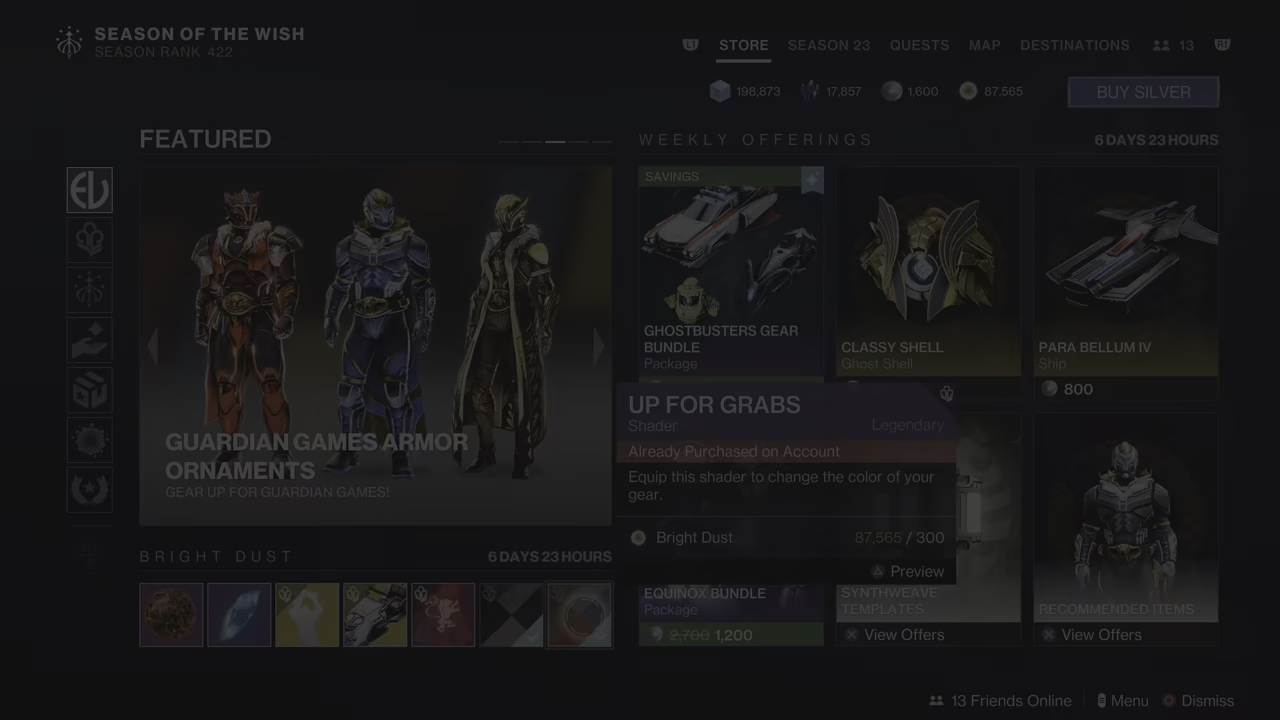 SEASON OF THE WISH
SEASON RANK 422
L1 STORE SEASON 23 QUESTS MAP DESTINATIONS 13 R1
198,873 17,857 1,600 87,565 BUY SILVER
FEATURED
WEEKLY OFFERINGS 6 DAYS 23 HOURS
SAVINGS
GHOSTBUSTERS GEAR
BUNDLE
Package
CLASSY SHELL
Ghost Shell
PARA BELLUM IV
Ship
800
GUARDIAN GAMES ARMOR
ORNAMENTS
GEAR UP FOR GUARDIAN GAMES!
UP FOR GRABS
Shader Legendary
Already Purchased on Account
Equip this shader to change the color of your
gear.
Bright Dust 87,565 / 300
Preview
BRIGHT DUST 6 DAYS 23 HOURS
EQUINOX BUNDLE
Package
2,700 1,200
SYNTHWEAVE
TEMPLATES
View Offers
RECOMMENDED ITEMS
View Offers
13 Friends Online Menu Dismiss